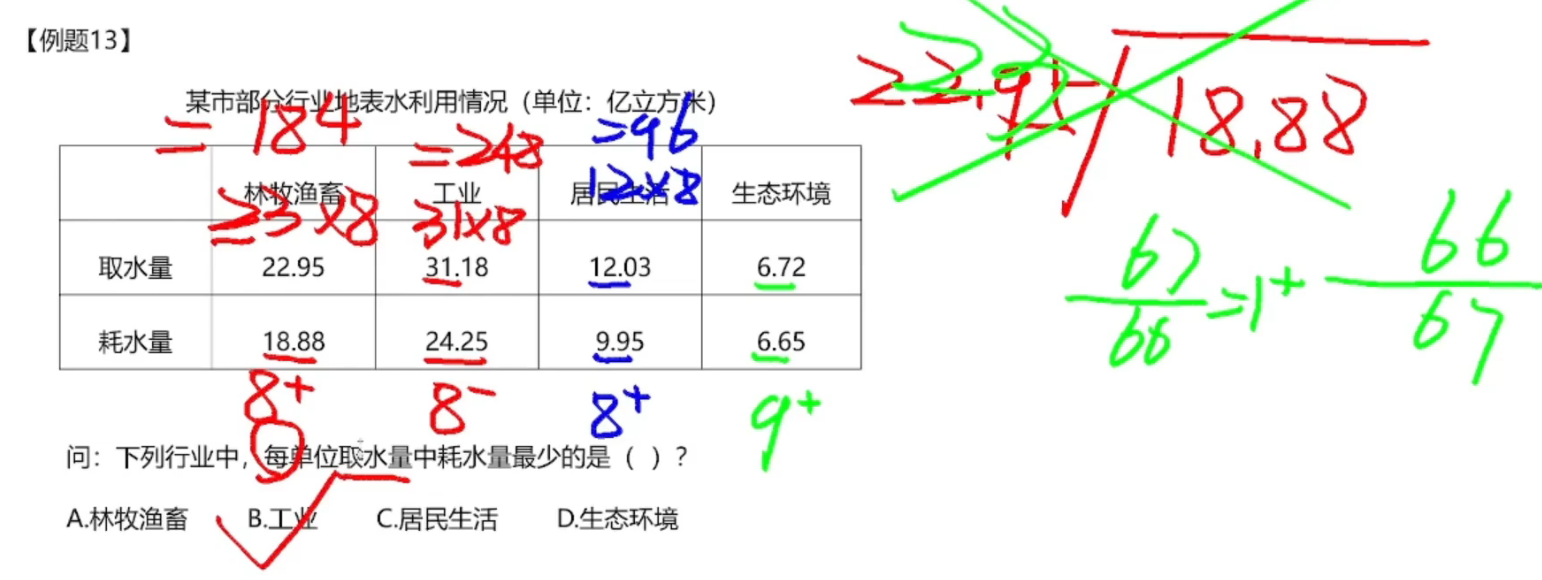 【例题13】
某市部分行业地表水利用情况（单位：亿立方米）
=184 =248 =96
林牧渔畜 工业 居民生活 生态环境
23×8 31×8 12×8
取水量 22.95 31.18 12.03 6.72
耗水量 18.88 24.25 9.95 6.65
8+ 8- 8+ 9+
问：下列行业中，每单位取水量中耗水量最少的是（ ）？
A.林牧渔畜 B.工业 C.居民生活 D.生态环境
18.88
67/66=1+ 66/67